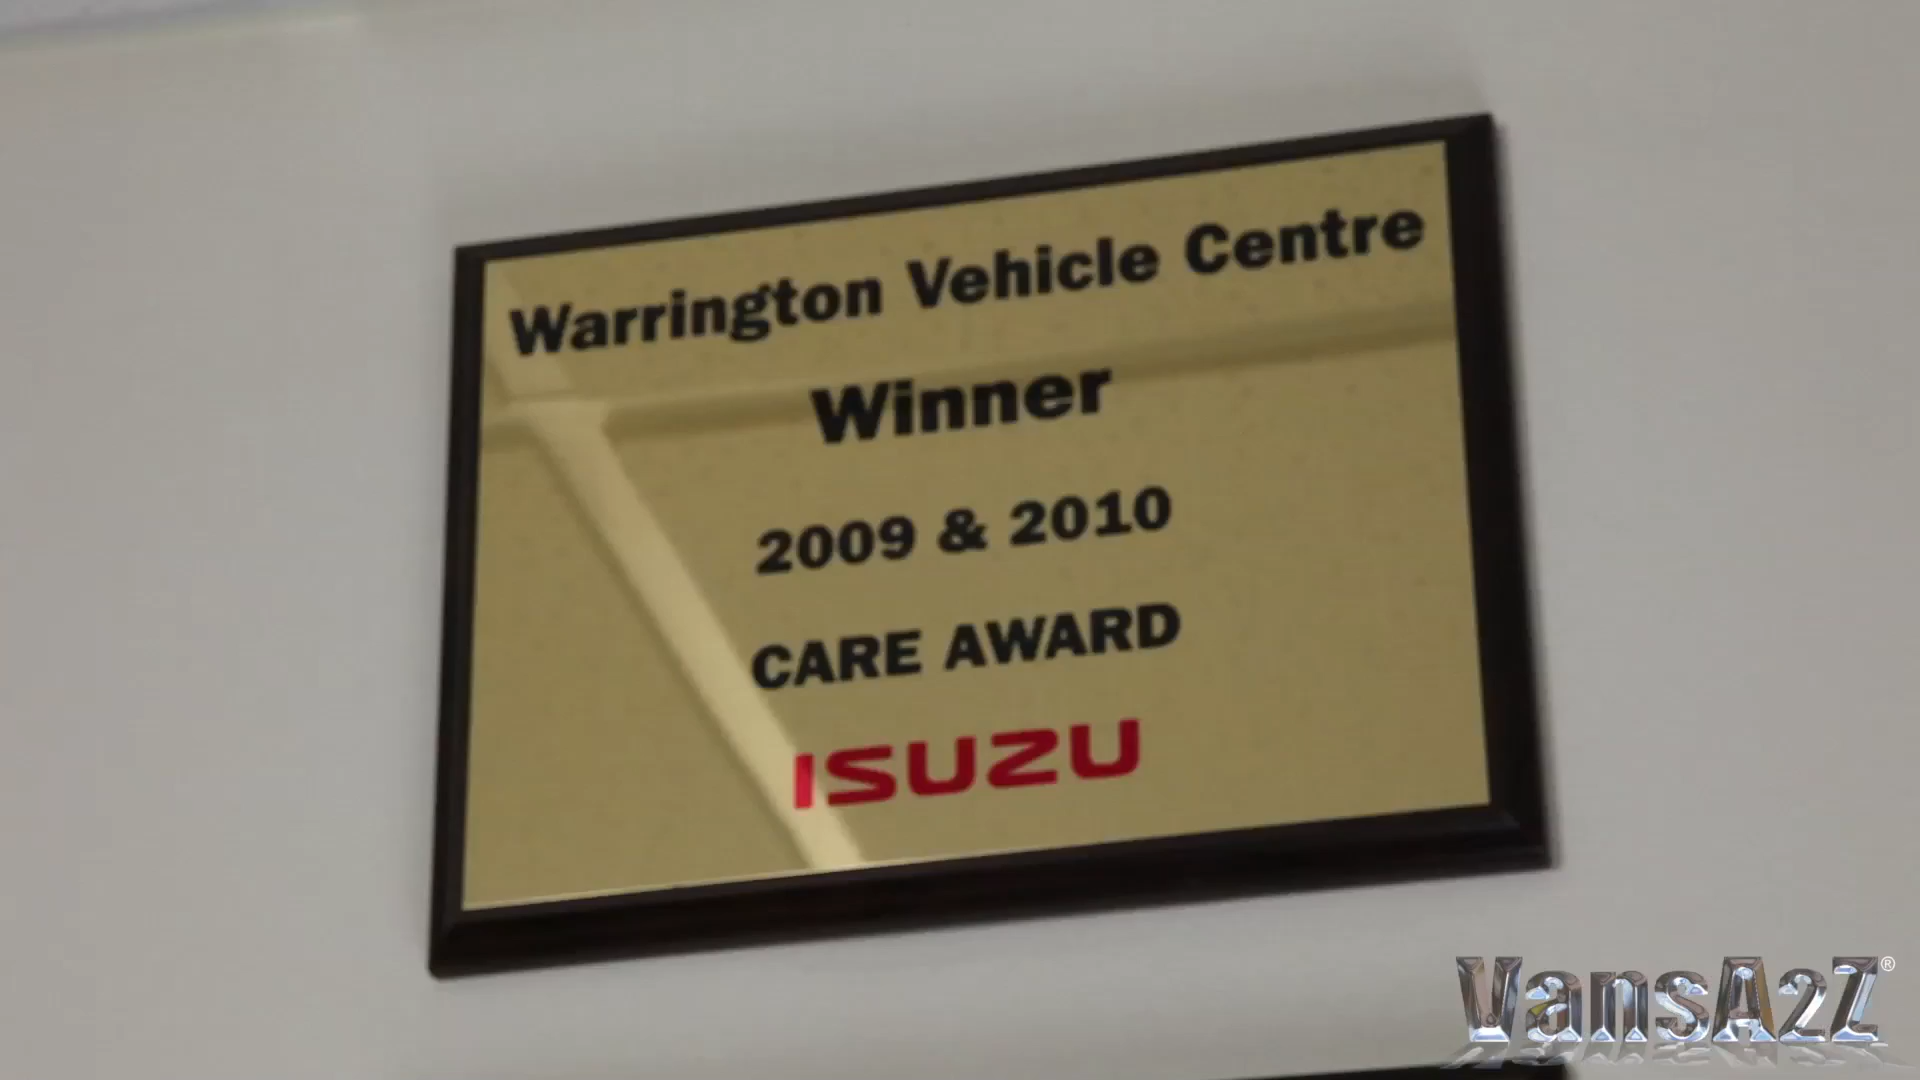 Warrington Vehicle Centre
Winner
2009 & 2010
CARE AWARD
ISUZU
VansA2Z®